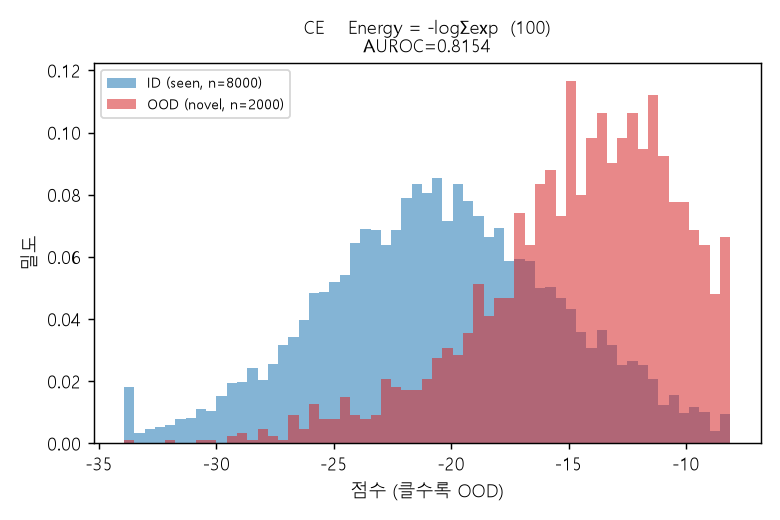 CE Energy = -logΣexp (100)
AUROC=0.8154
ID (seen, n=8000)
OOD (novel, n=2000)
밀도
0.12
0.10
0.08
0.06
0.04
0.02
0.00
-35 -30 -25 -20 -15 -10
점수 (클수록 OOD)